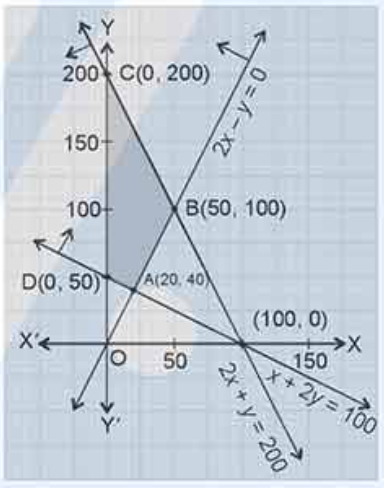 Y
200
C(0, 200)
2x – y = 0
150
100
B(50, 100)
D(0, 50)
A(20, 40)
(100, 0)
X'
O
50
150
X
Y'
2x + y = 200
x + 2y = 100